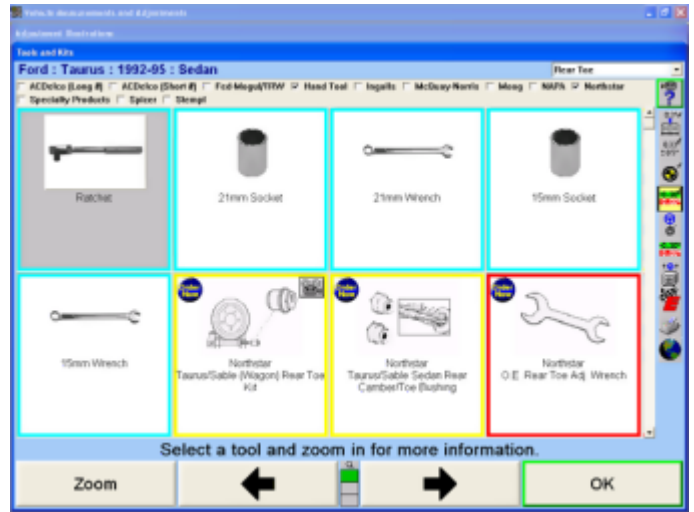 Vehicle Measurements and Adjustments
Adjustment Illustrations
Tools and Kits
Ford : Taurus : 1992-95 : Sedan
Rear Toe
ACDelco (Long #) ACDelco (Short #) Fed-Mogul/TRW Hand Tool Ingalls McQuay-Norris Moog NAPA Northstar
Specialty Products Spicer Stempf
Ratchet
21mm Socket
21mm Wrench
15mm Socket
15mm Wrench
Order Now
Northstar
Taurus/Sable (Wagon) Rear Toe
Kit
Order Now
Northstar
Taurus/Sable Sedan Rear
Camber/Toe Bushing
Order Now
Northstar
O.E. Rear Toe Adj. Wrench
Select a tool and zoom in for more information.
Zoom
OK